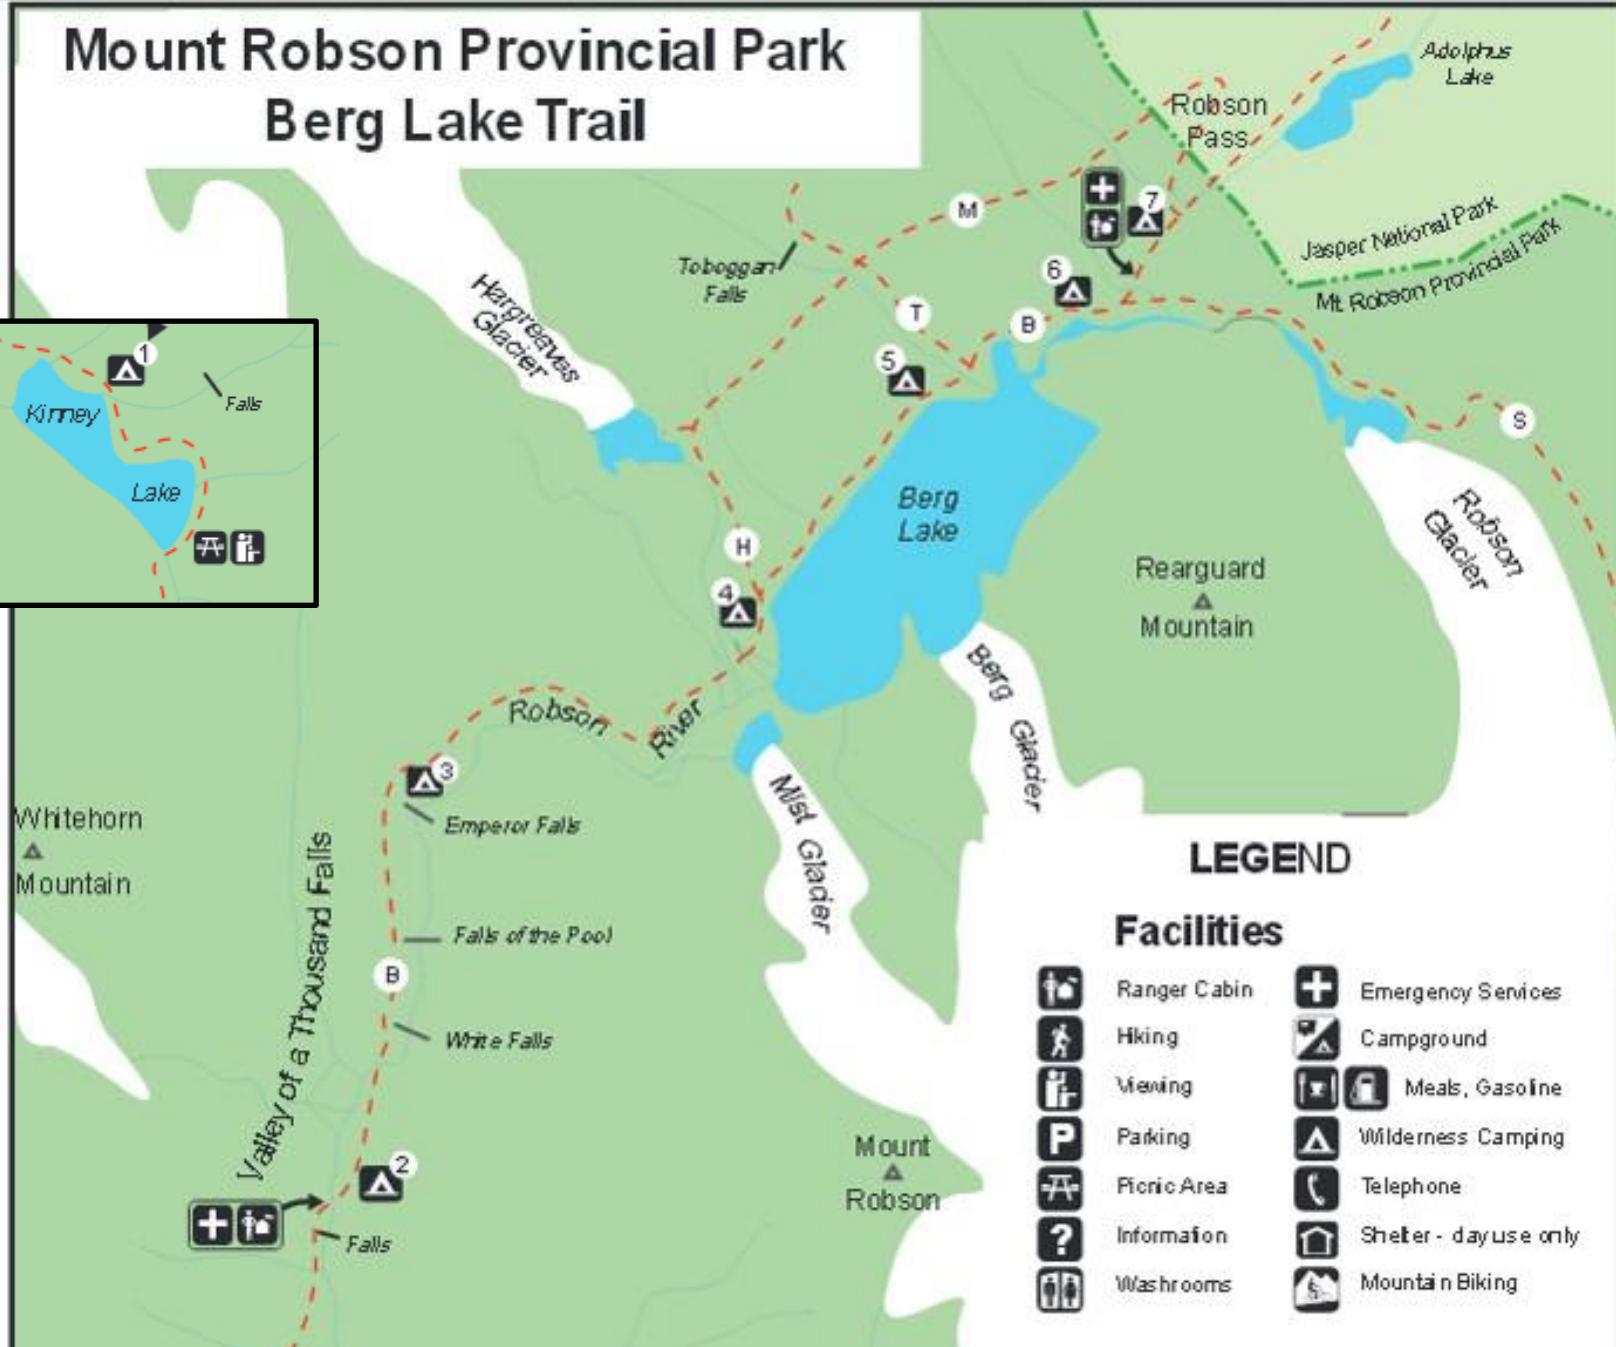 Mount Robson Provincial Park
Berg Lake Trail
Adolphus
Lake
Robson
Pass
7
M
Jasper National Park
Mt. Robson Provincial Park
Toboggan
Falls
6
T
B
Hargreaves
Glacier
5
S
1
Falls
Kinney
Lake
Berg
Lake
Robson
Glacier
H
4
Rearguard
Mountain
Berg Glacier
Robson River
3
Mist Glacier
Emperor Falls
Whitehorn
Mountain
Falls of the Pool
B
White Falls
Valley of a Thousand Falls
2
Falls
Mount
Robson
LEGEND
Facilities
Ranger Cabin
Emergency Services
Hiking
Campground
Viewing
Meals, Gasoline
P
Parking
Wilderness Camping
Picnic Area
Telephone
?
Information
Shelter - day use only
Washrooms
Mountain Biking